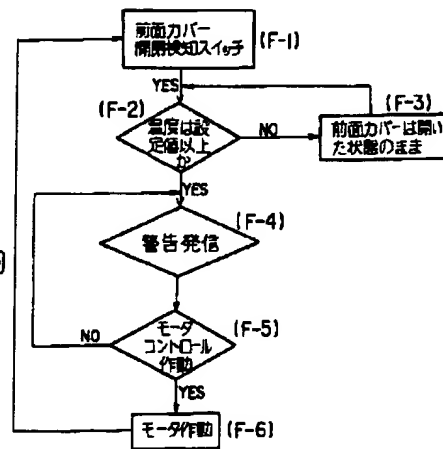 前面カバー
開閉検知スイッチ
(F-1)
YES
(F-2)
温度は設
定値以上
か
NO
(F-3)
前面カバーは開い
た状態のまま
YES
(F-4)
警告発信
(F-5)
モータ
コントロール
作動
NO
YES
モータ作動
(F-6)